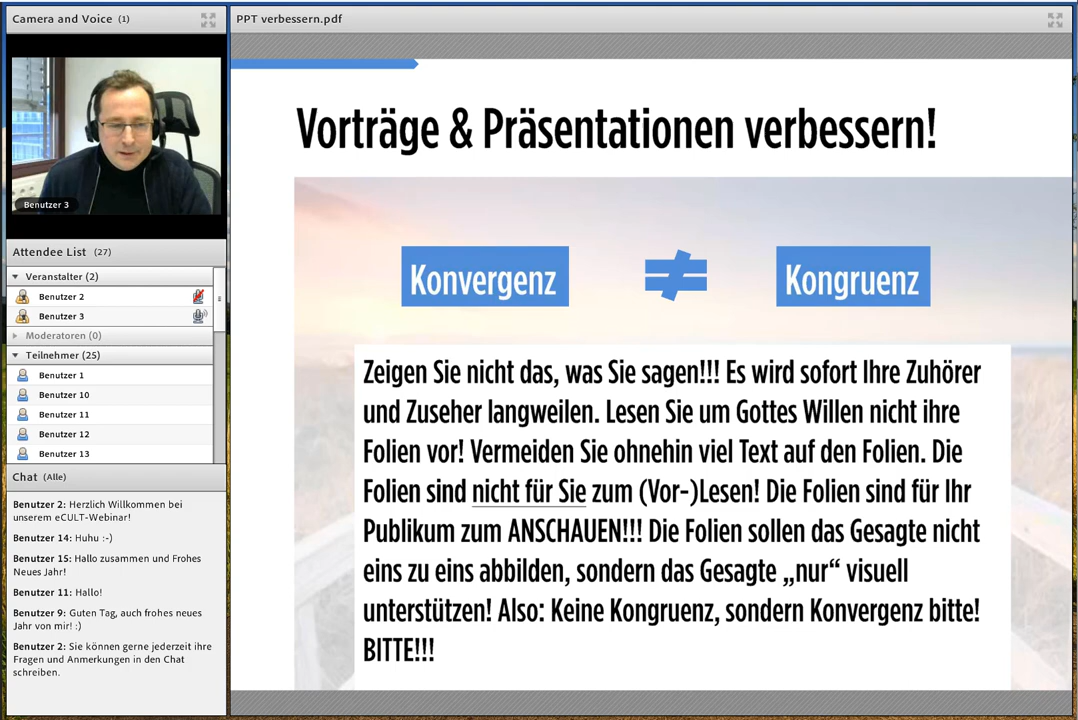 Camera and Voice (1)
Benutzer 3
Attendee List (27)
Veranstalter (2)
Benutzer 2
Benutzer 3
Moderatoren (0)
Teilnehmer (25)
Benutzer 1
Benutzer 10
Benutzer 11
Benutzer 12
Benutzer 13
Chat (Alle)
Benutzer 2: Herzlich Willkommen bei
unserem eCULT-Webinar!
Benutzer 14: Huhu :-)
Benutzer 15: Hallo zusammen und Frohes
Neues Jahr!
Benutzer 11: Hallo!
Benutzer 9: Guten Tag, auch frohes neues
Jahr von mir! :)
Benutzer 2: Sie können gerne jederzeit ihre
Fragen und Anmerkungen in den Chat
schreiben.
PPT verbessern.pdf
Vorträge & Präsentationen verbessern!
Konvergenz ≠ Kongruenz
Zeigen Sie nicht das, was Sie sagen!!! Es wird sofort Ihre Zuhörer
und Zuseher langweilen. Lesen Sie um Gottes Willen nicht ihre
Folien vor! Vermeiden Sie ohnehin viel Text auf den Folien. Die
Folien sind nicht für Sie zum (Vor-)Lesen! Die Folien sind für Ihr
Publikum zum ANSCHAUEN!!! Die Folien sollen das Gesagte nicht
eins zu eins abbilden, sondern das Gesagte „nur“ visuell
unterstützen! Also: Keine Kongruenz, sondern Konvergenz bitte!
BITTE!!!